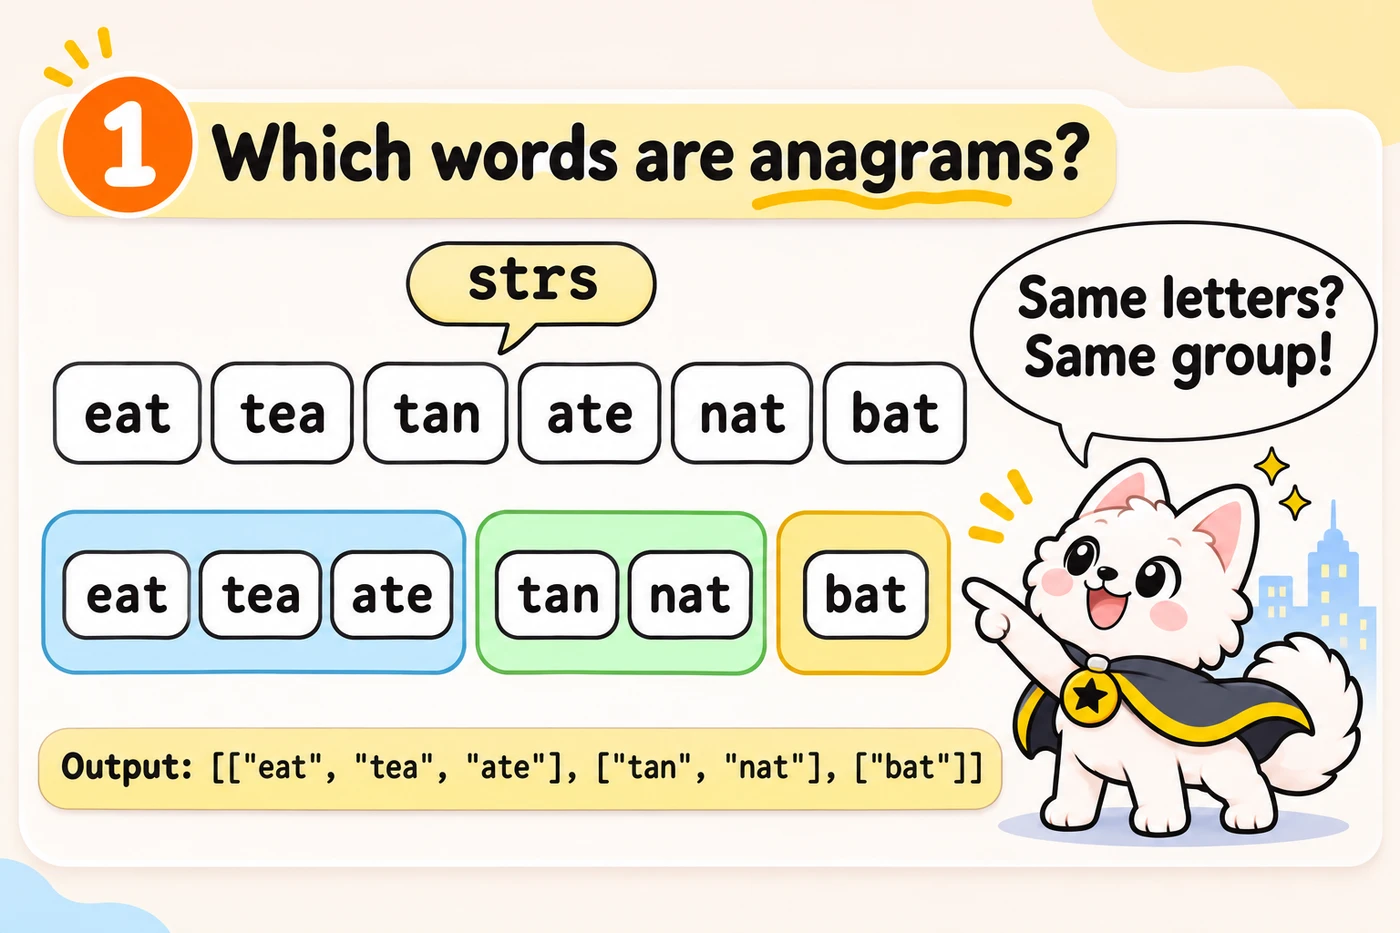 1
Which words are anagrams?
strs
Same letters?
Same group!
eat tea tan ate nat bat
eat tea ate tan nat bat
Output: [["eat", "tea", "ate"], ["tan", "nat"], ["bat"]]